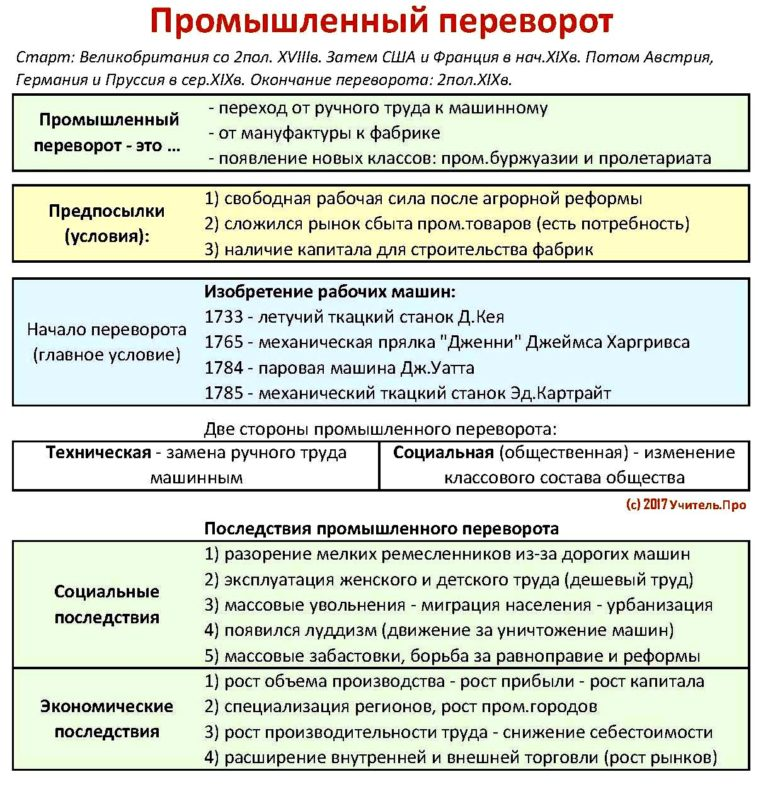 Промышленный переворот
Старт: Великобритания со 2пол. XVIIIв. Затем США и Франция в нач.XIXв. Потом Австрия,
Германия и Пруссия в сер.XIXв. Окончание переворота: 2пол.XIXв.
Промышленный
переворот - это ...
- переход от ручного труда к машинному
- от мануфактуры к фабрике
- появление новых классов: пром.буржуазии и пролетариата
Предпосылки
(условия):
1) свободная рабочая сила после агрорной реформы
2) сложился рынок сбыта пром.товаров (есть потребность)
3) наличие капитала для строительства фабрик
Начало переворота
(главное условие)
Изобретение рабочих машин:
1733 - летучий ткацкий станок Д.Кея
1765 - механическая прялка "Дженни" Джеймса Харгривса
1784 - паровая машина Дж.Уатта
1785 - механический ткацкий станок Эд.Картрайт
Две стороны промышленного переворота:
Техническая - замена ручного труда
машинным
Социальная (общественная) - изменение
классового состава общества
(с) 2017 Учитель.Про
Последствия промышленного переворота
Социальные
последствия
1) разорение мелких ремесленников из-за дорогих машин
2) эксплуатация женского и детского труда (дешевый труд)
3) массовые увольнения - миграция населения - урбанизация
4) появился луддизм (движение за уничтожение машин)
5) массовые забастовки, борьба за равноправие и реформы
Экономические
последствия
1) рост объема производства - рост прибыли - рост капитала
2) специализация регионов, рост пром.городов
3) рост производительности труда - снижение себестоимости
4) расширение внутренней и внешней торговли (рост рынков)